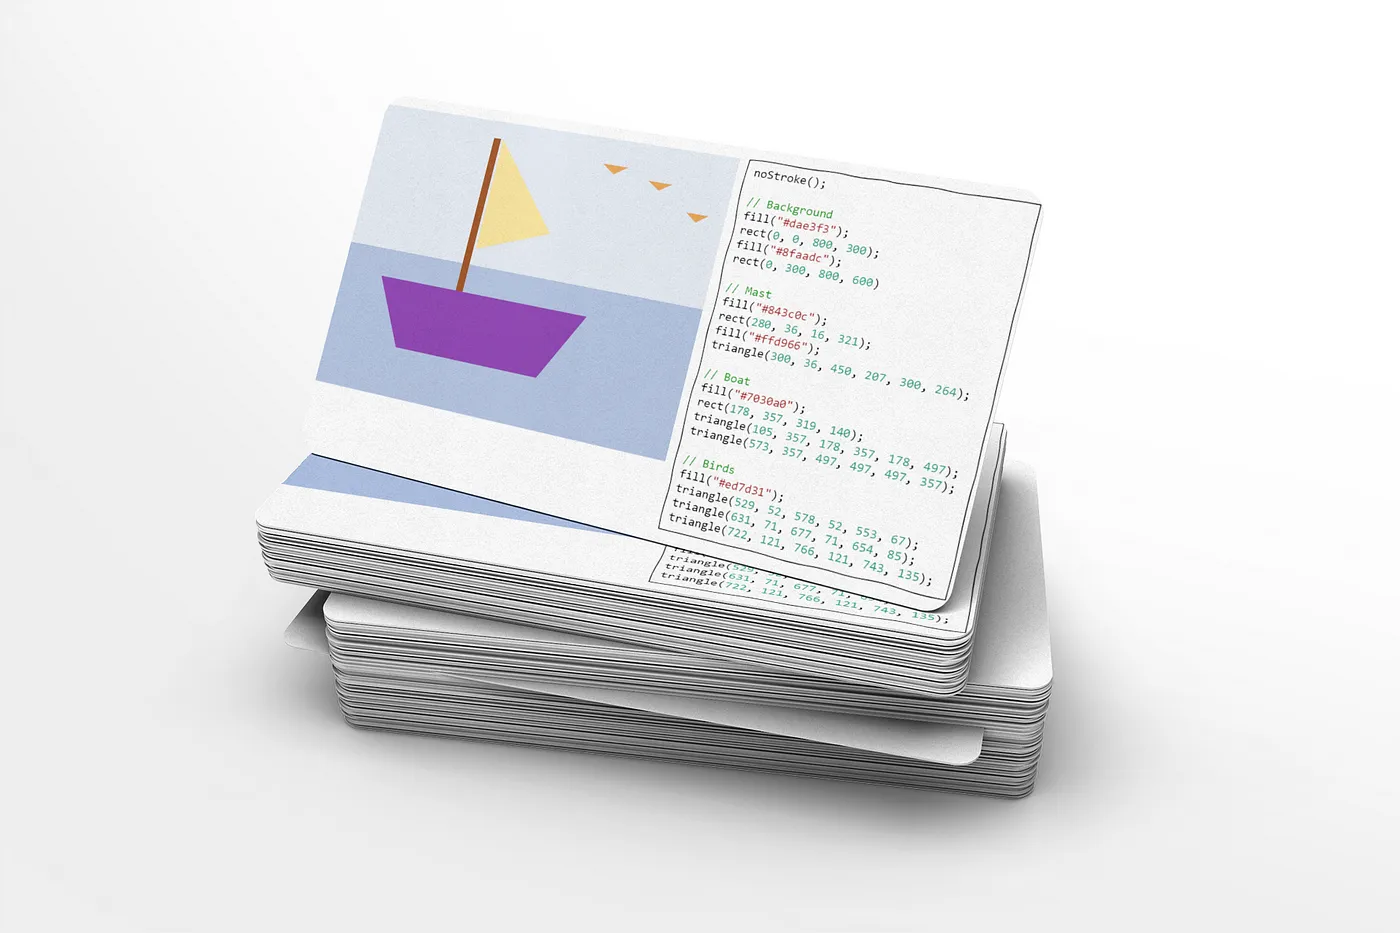 noStroke();
// Background
fill("#dae3f3");
rect(0, 0, 800, 300);
fill("#8faadc");
rect(0, 300, 800, 600)
// Mast
fill("#843c0c");
rect(280, 36, 16, 321);
fill("#ffd966");
triangle(300, 36, 450, 207, 300, 264);
// Boat
fill("#7030a0");
rect(178, 357, 319, 140);
triangle(105, 357, 178, 357, 178, 497);
triangle(573, 357, 497, 497, 497, 357);
// Birds
fill("#ed7d31");
triangle(529, 52, 578, 52, 553, 67);
triangle(631, 71, 677, 71, 654, 85);
triangle(722, 121, 766, 121, 743, 135);
triangle(529,
triangle(631, 71, 677, 71,
triangle(722, 121, 766, 121, 743, 135);